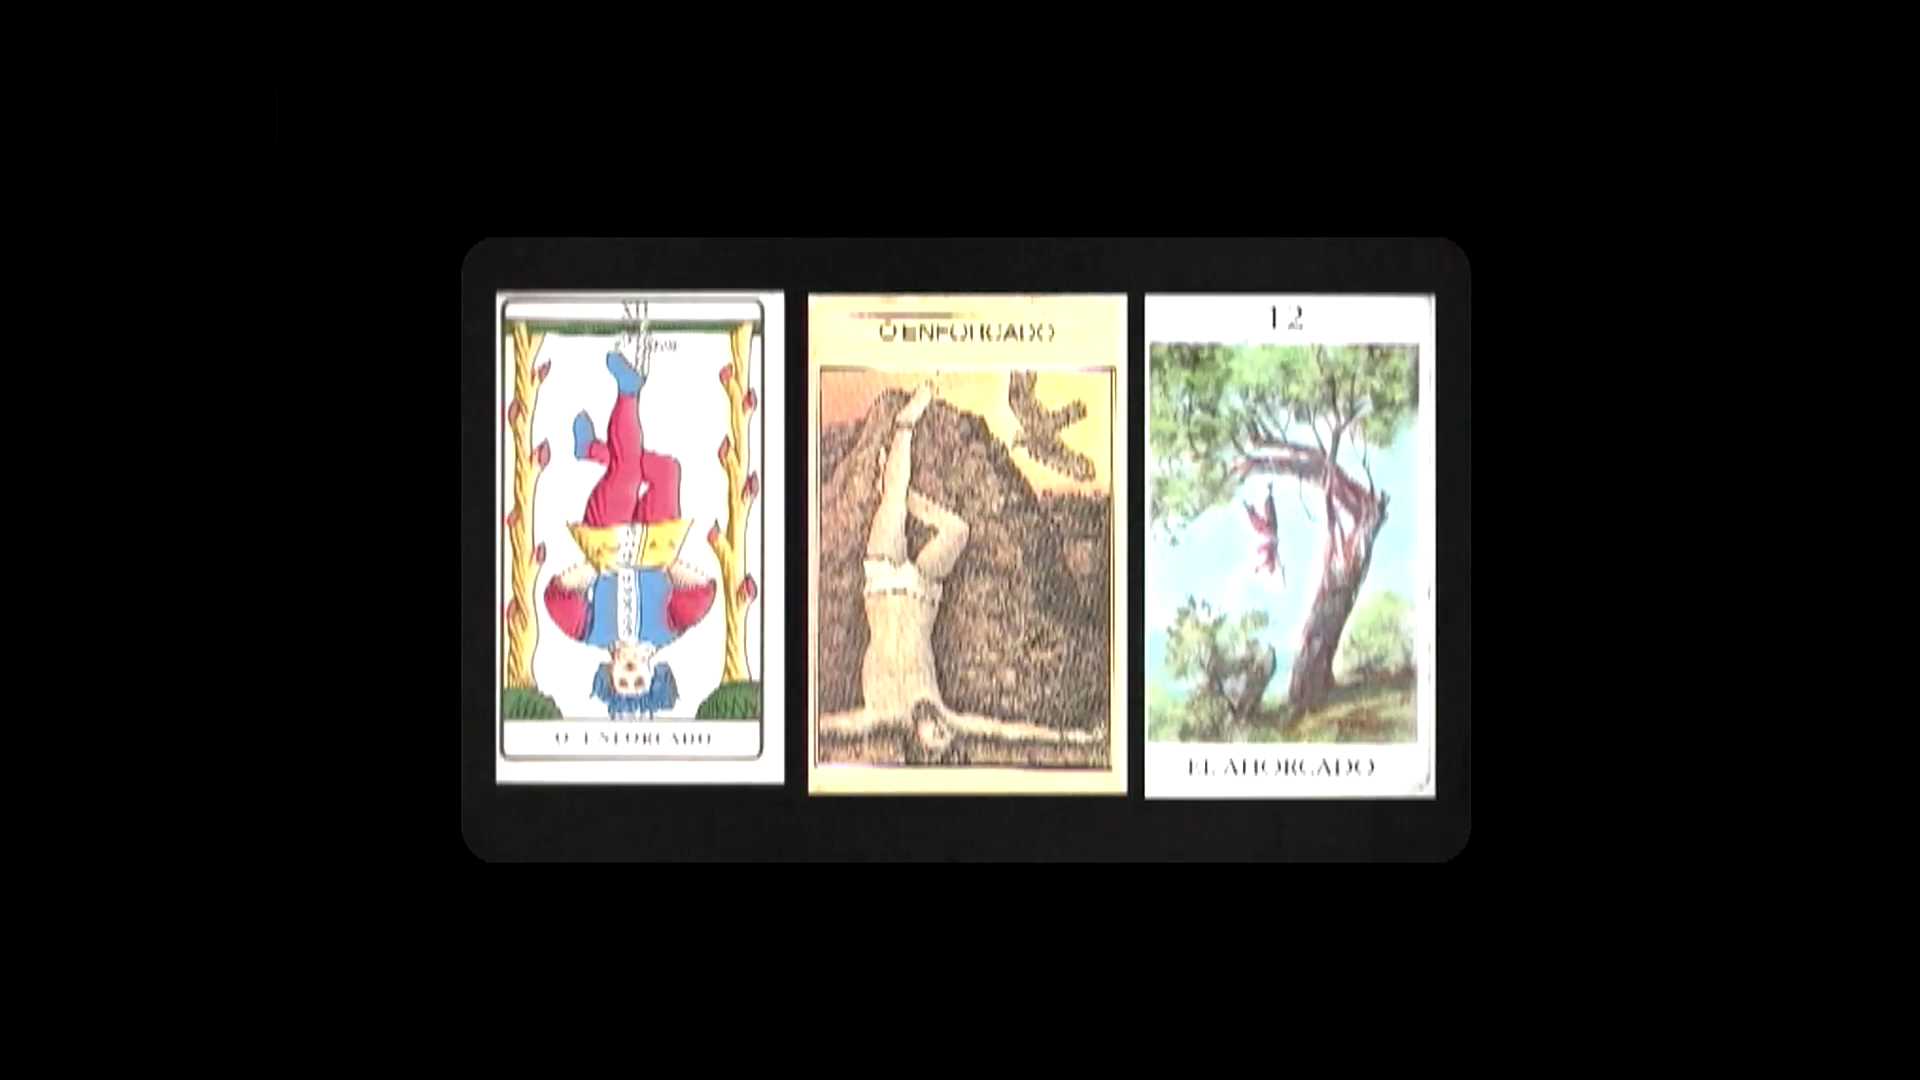 XII
O ENFORCADO
O ENFORCADO
12
EL AHORCADO